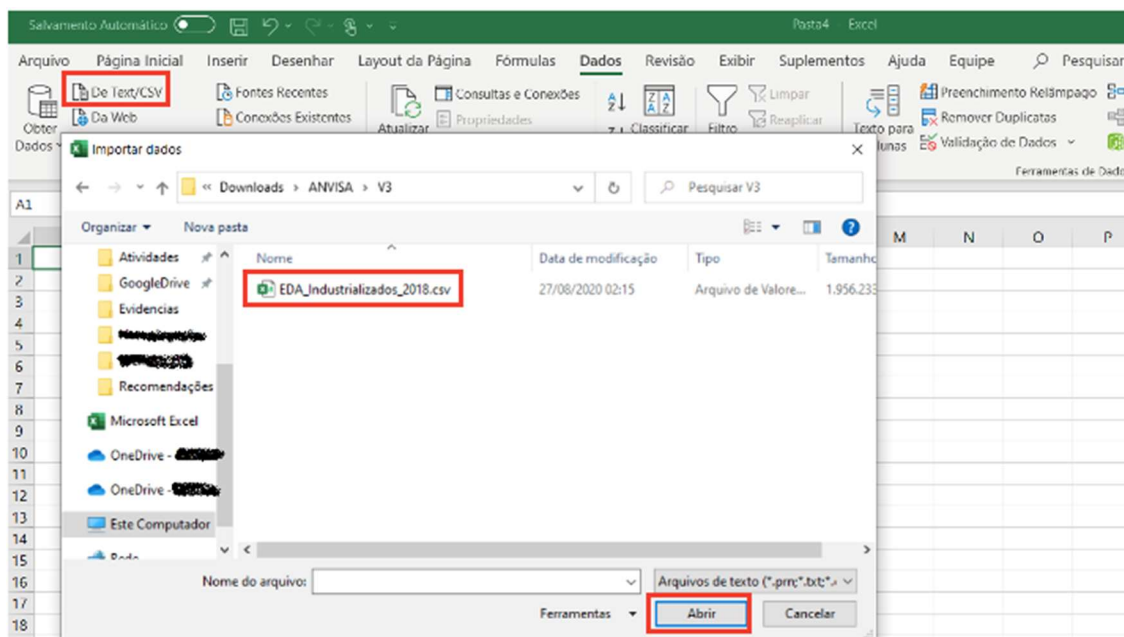 Salvamento Automático
Pasta4 Excel
Arquivo Página Inicial Inserir Desenhar Layout da Página Fórmulas Dados Revisão Exibir Suplementos Ajuda Equipe Pesquisar
De Text/CSV Fontes Recentes Consultas e Conexões Limpar Preenchimento Relâmpago
Da Web Conexões Existentes Propriedades Reaplicar Remover Duplicatas
Obter Atualizar Classificar Filtro Texto para
Dados lunas Validação de Dados
Ferramentas de Dado
Importar dados
« Downloads › ANVISA › V3
Pesquisar V3
A1
Organizar Nova pasta
M N O P
Atividades
GoogleDrive
Evidencias
Recomendações
Microsoft Excel
OneDrive -
OneDrive -
Este Computador
Rede
Nome Data de modificação Tipo Tamanho
EDA_Industrializados_2018.csv 27/08/2020 02:15 Arquivo de Valore... 1.956.233
1
2
3
4
5
6
7
8
9
10
11
12
13
14
15
16
17
18
Nome do arquivo:
Arquivos de texto (*.prn;*.txt;*.
Ferramentas Abrir Cancelar